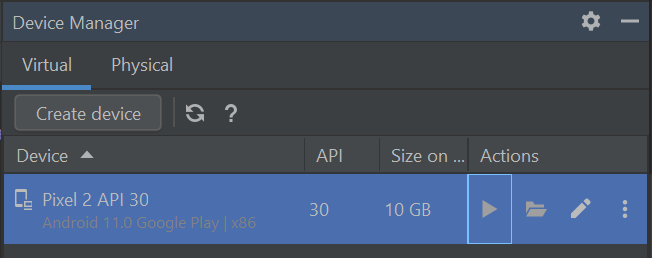 Device Manager
Virtual Physical
Create device ?
Device API Size on ... Actions
Pixel 2 API 30 30 10 GB
Android 11.0 Google Play | x86